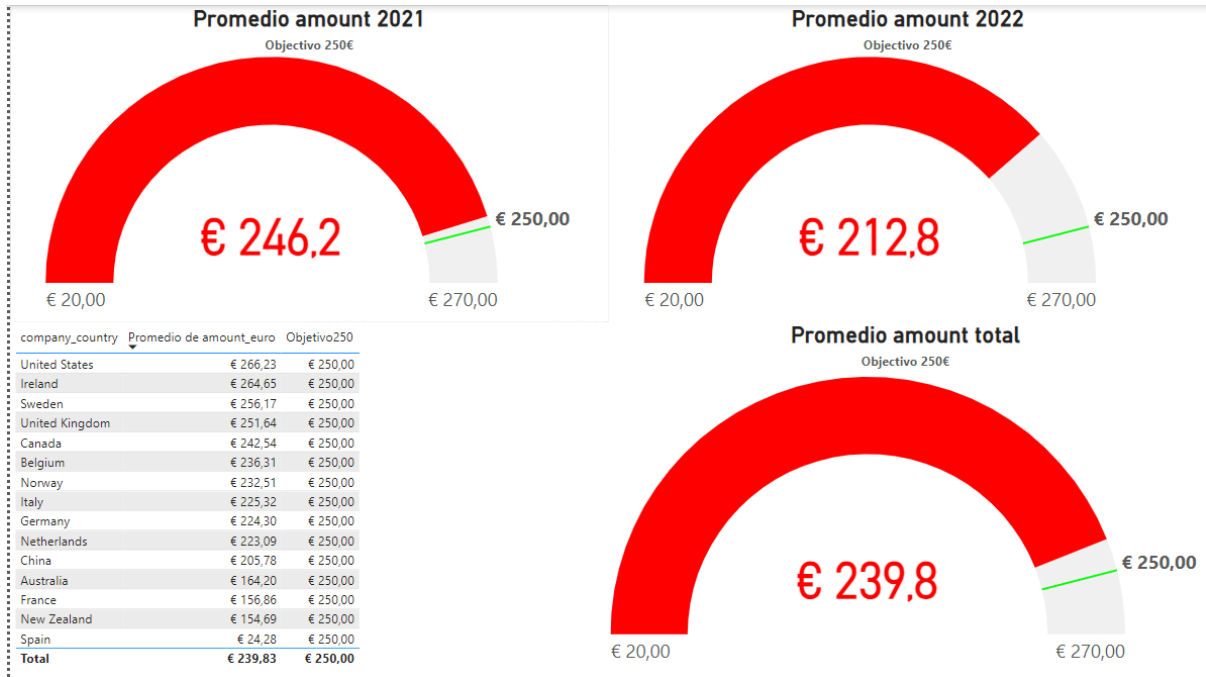 Promedio amount 2021
Objectivo 250€
€ 246,2
€ 250,00
€ 20,00
€ 270,00
Promedio amount 2022
Objectivo 250€
€ 212,8
€ 250,00
€ 20,00
€ 270,00
company_country Promedio de amount_euro Objetivo250
United States € 266,23 € 250,00
Ireland € 264,65 € 250,00
Sweden € 256,17 € 250,00
United Kingdom € 251,64 € 250,00
Canada € 242,54 € 250,00
Belgium € 236,31 € 250,00
Norway € 232,51 € 250,00
Italy € 225,32 € 250,00
Germany € 224,30 € 250,00
Netherlands € 223,09 € 250,00
China € 205,78 € 250,00
Australia € 164,20 € 250,00
France € 156,86 € 250,00
New Zealand € 154,69 € 250,00
Spain € 24,28 € 250,00
Total € 239,83 € 250,00
Promedio amount total
Objectivo 250€
€ 239,8
€ 250,00
€ 20,00
€ 270,00